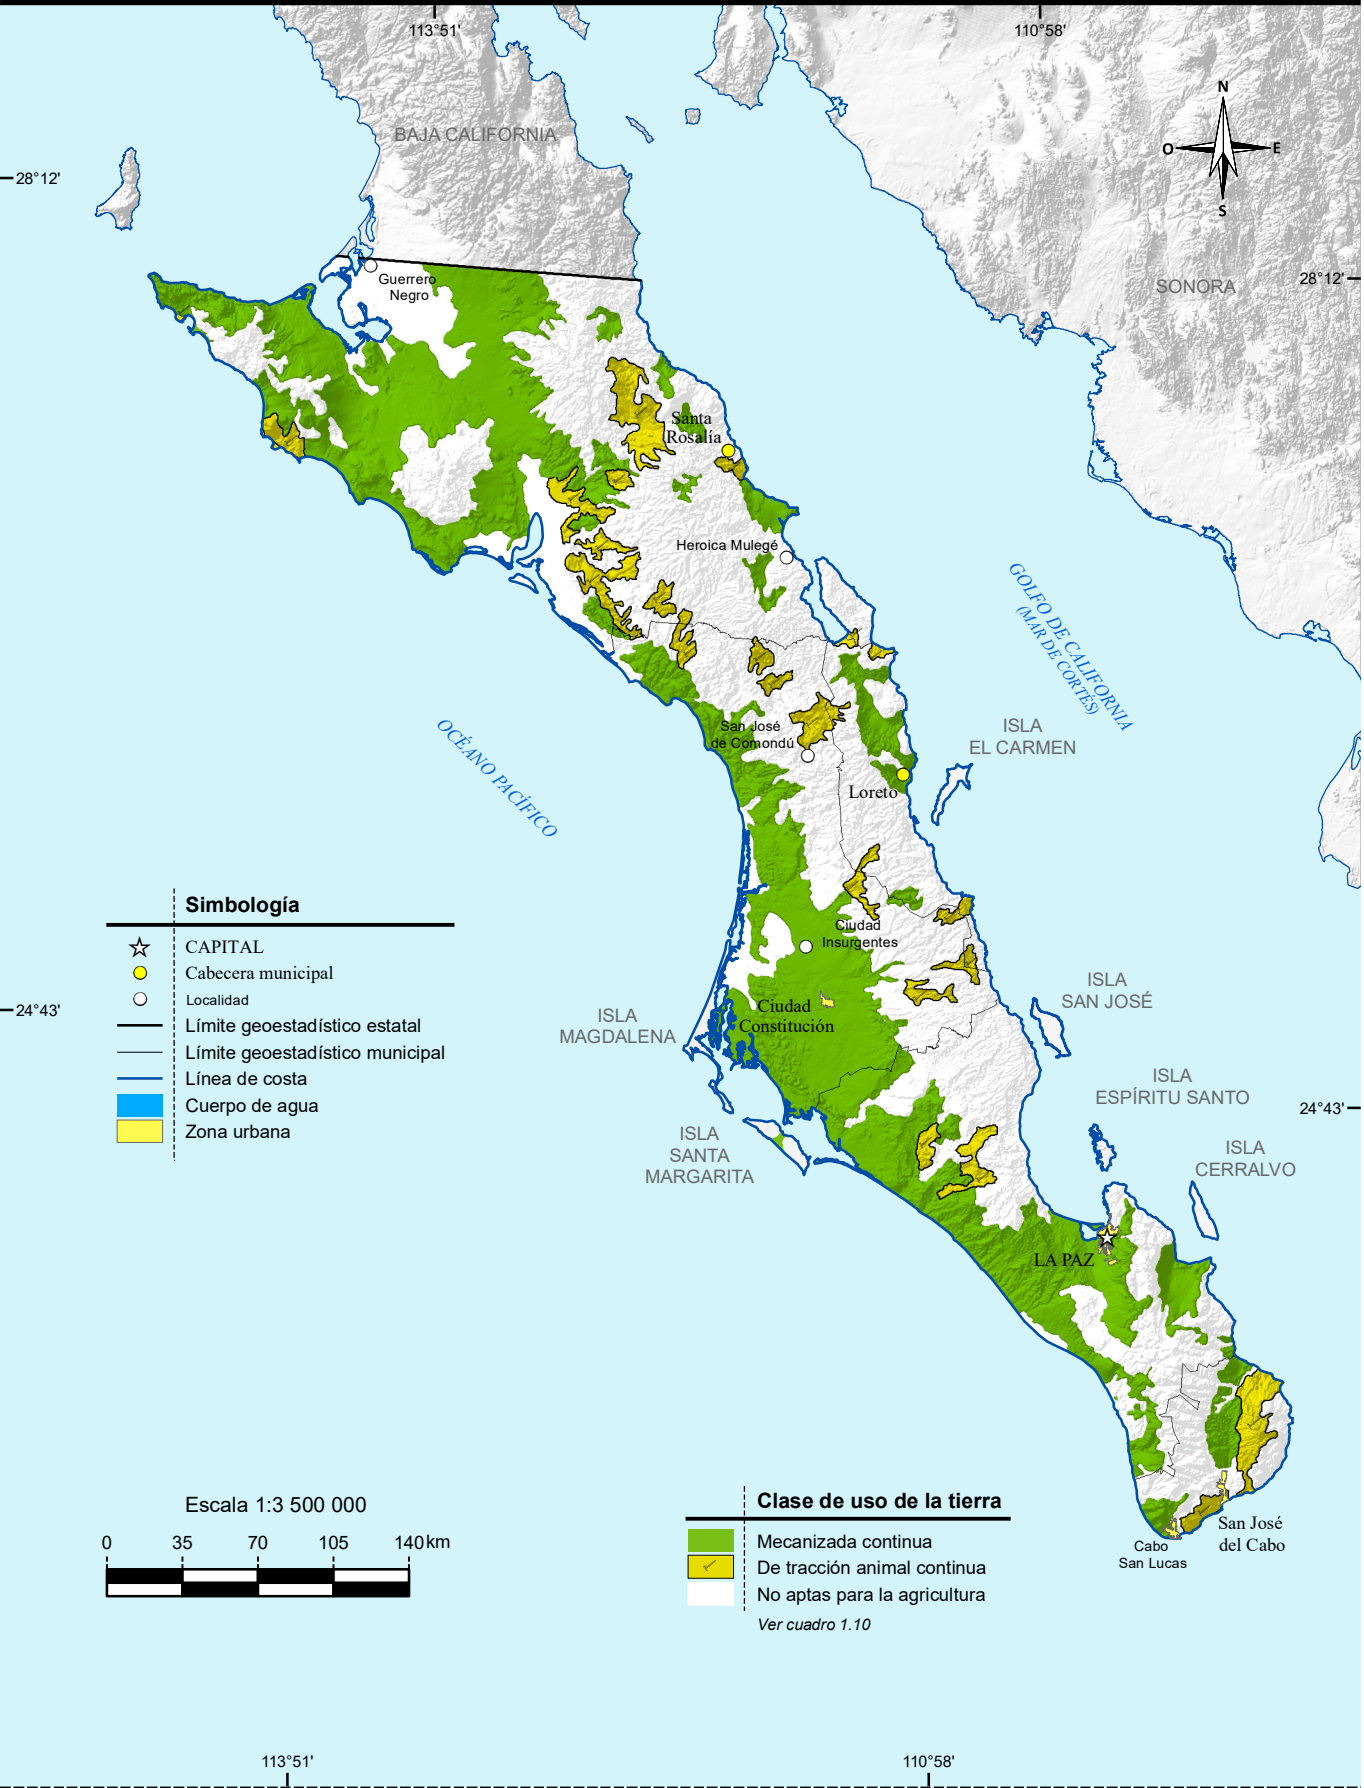 113°51'
110°58'
BAJA CALIFORNIA
N
O
E
S
28°12'
28°12'
SONORA
Guerrero
Negro
Santa
Rosalía
Heroica Mulegé
GOLFO DE CALIFORNIA
(MAR DE CORTÉS)
OCÉANO PACÍFICO
San José
de Comondú
ISLA
EL CARMEN
Loreto
Ciudad
Insurgentes
ISLA
SAN JOSÉ
Ciudad
Constitución
ISLA
MAGDALENA
24°43'
24°43'
ISLA
ESPÍRITU SANTO
ISLA
SANTA
MARGARITA
ISLA
CERRALVO
LA PAZ
San José
del Cabo
Cabo
San Lucas
Simbología
CAPITAL
Cabecera municipal
Localidad
Límite geoestadístico estatal
Límite geoestadístico municipal
Línea de costa
Cuerpo de agua
Zona urbana
Escala 1:3 500 000
0 35 70 105 140 km
Clase de uso de la tierra
Mecanizada continua
De tracción animal continua
No aptas para la agricultura
Ver cuadro 1.10
113°51'
110°58'